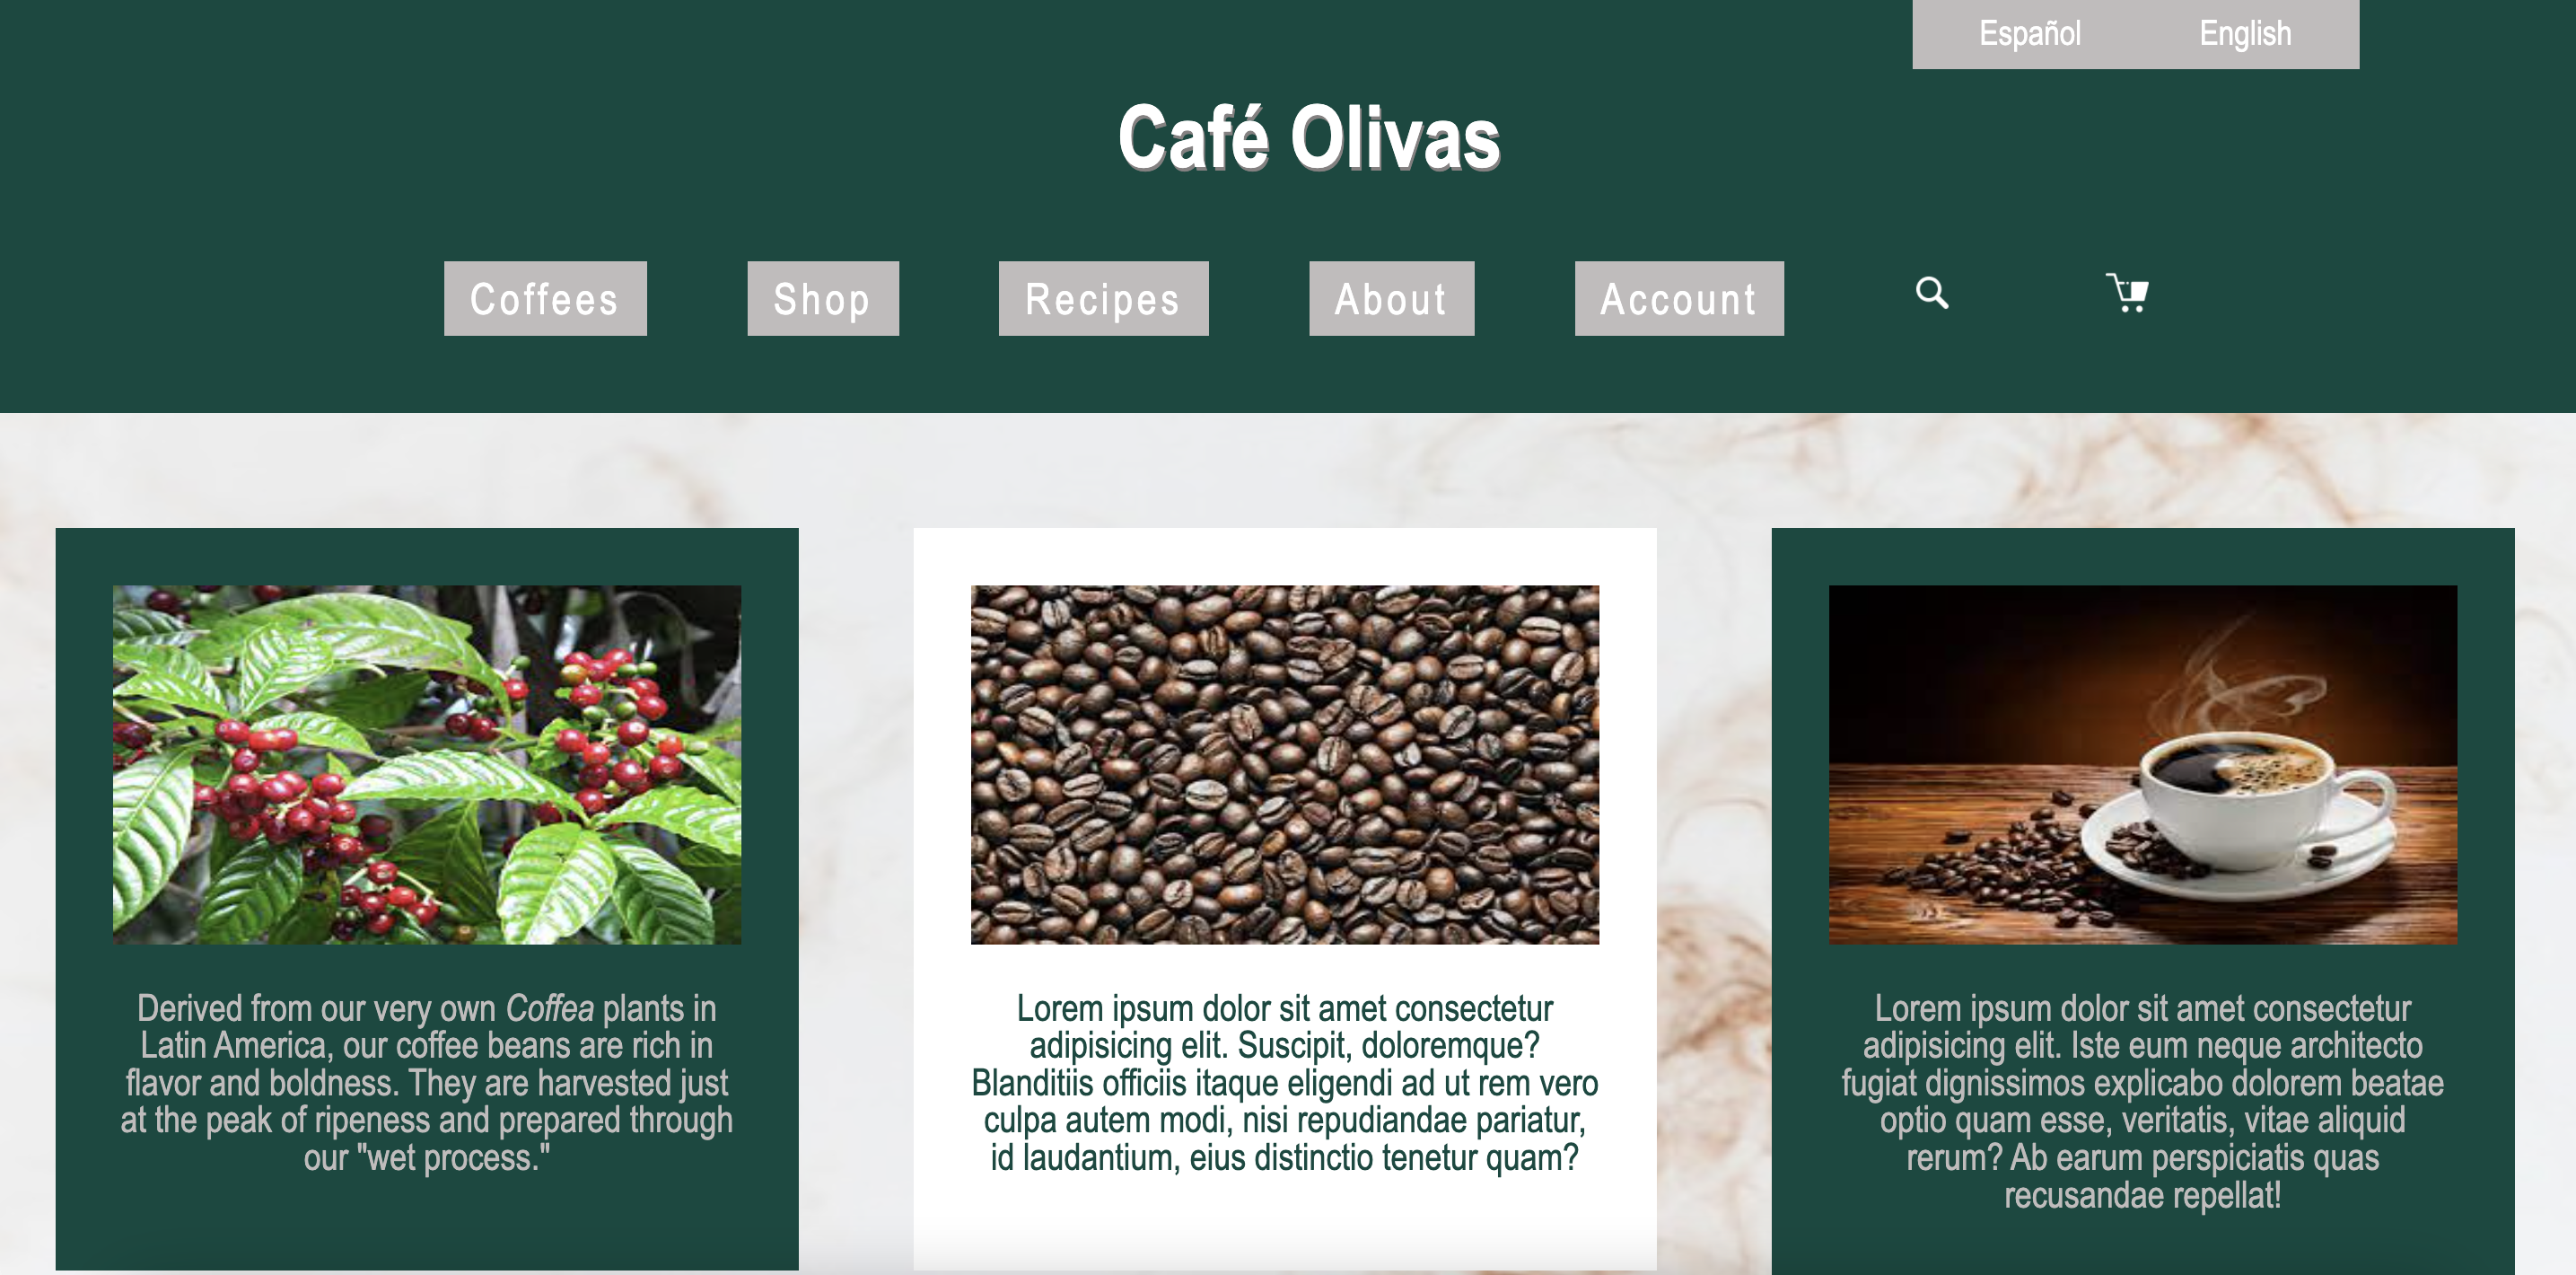 Español English
Café Olivas
Coffees Shop Recipes About Account
Derived from our very own Coffea plants in
Latin America, our coffee beans are rich in
flavor and boldness. They are harvested just
at the peak of ripeness and prepared through
our "wet process."
Lorem ipsum dolor sit amet consectetur
adipisicing elit. Suscipit, doloremque?
Blanditiis officiis itaque eligendi ad ut rem vero
culpa autem modi, nisi repudiandae pariatur,
id laudantium, eius distinctio tenetur quam?
Lorem ipsum dolor sit amet consectetur
adipisicing elit. Iste eum neque architecto
fugiat dignissimos explicabo dolorem beatae
optio quam esse, veritatis, vitae aliquid
rerum? Ab earum perspiciatis quas
recusandae repellat!